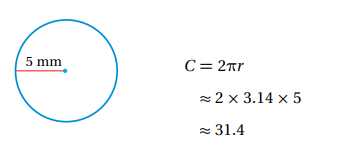 5 mm
C = 2πr
≈ 2 × 3.14 × 5
≈ 31.4